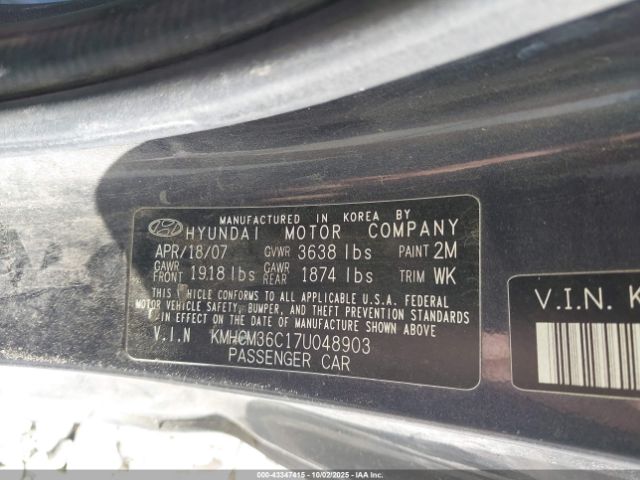 MANUFACTURED IN KOREA BY
HYUNDAI MOTOR COMPANY
APR/18/07 GVWR 3638 lbs PAINT 2M
GAWR FRONT 1918 lbs GAWR REAR 1874 lbs TRIM WK
THIS VEHICLE CONFORMS TO ALL APPLICABLE U.S.A. FEDERAL
MOTOR VEHICLE SAFETY, BUMPER, AND THEFT PREVENTION STANDARDS
IN EFFECT ON THE DATE OF MANUFACTURE SHOWN ABOVE.
V.I.N KMHCM36C17U048903
PASSENGER CAR
V.I.N. K
000-43347415 - 10/02/2025 - IAA Inc.